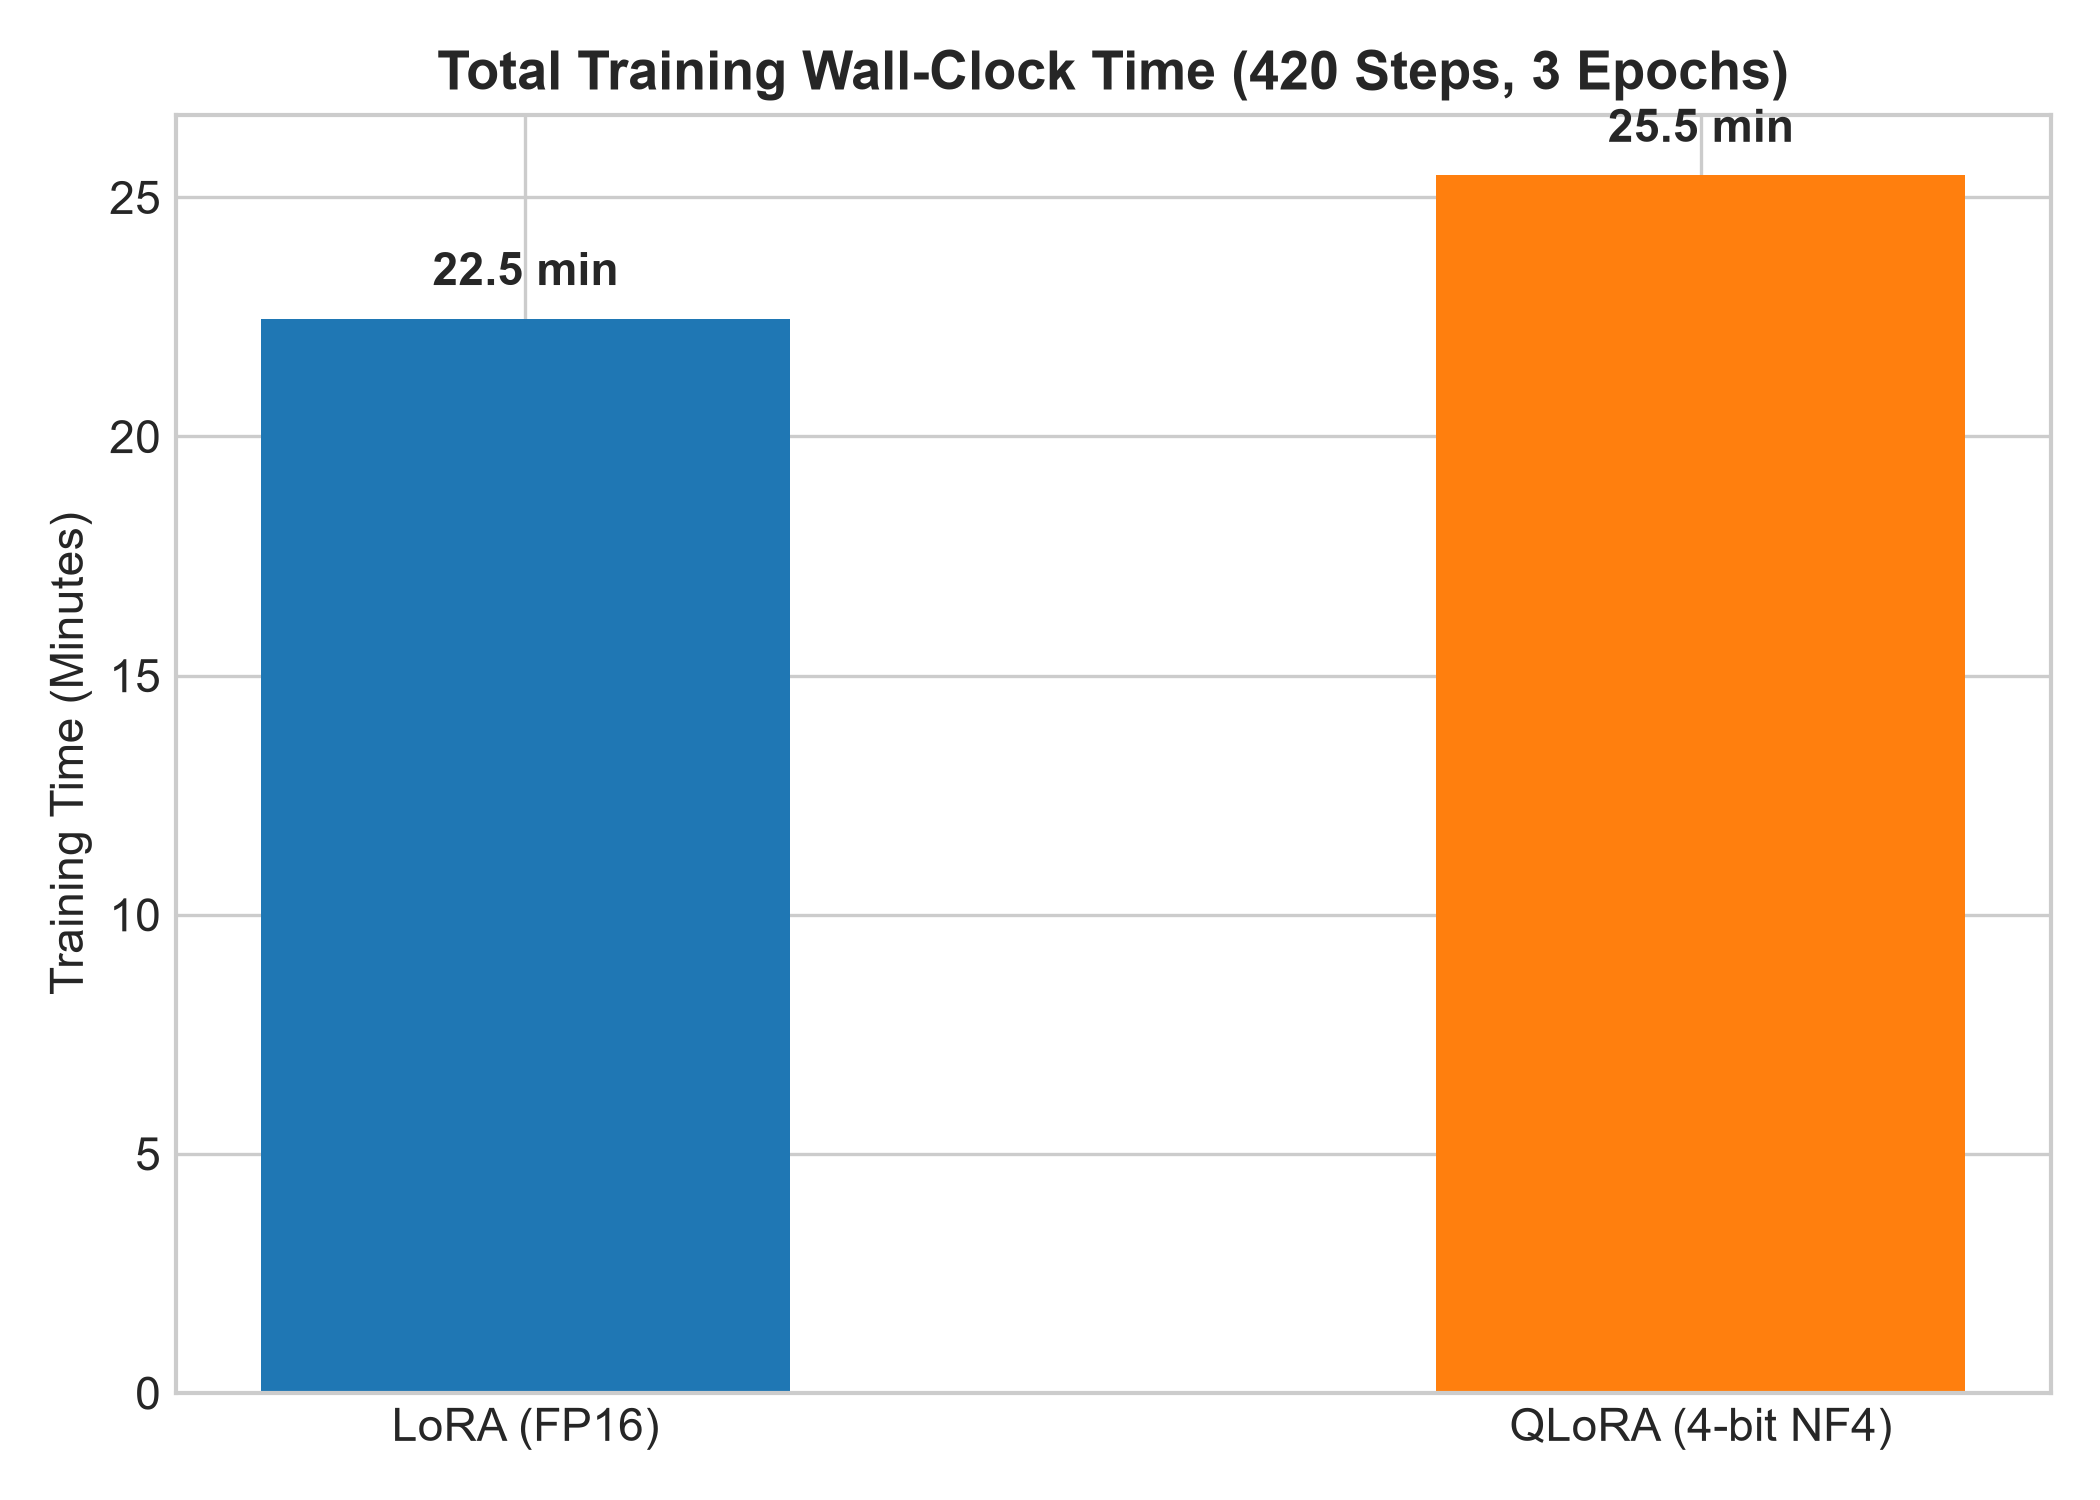 Total Training Wall-Clock Time (420 Steps, 3 Epochs)
25.5 min
22.5 min
Training Time (Minutes)
25
20
15
10
5
0
LoRA (FP16)
QLoRA (4-bit NF4)